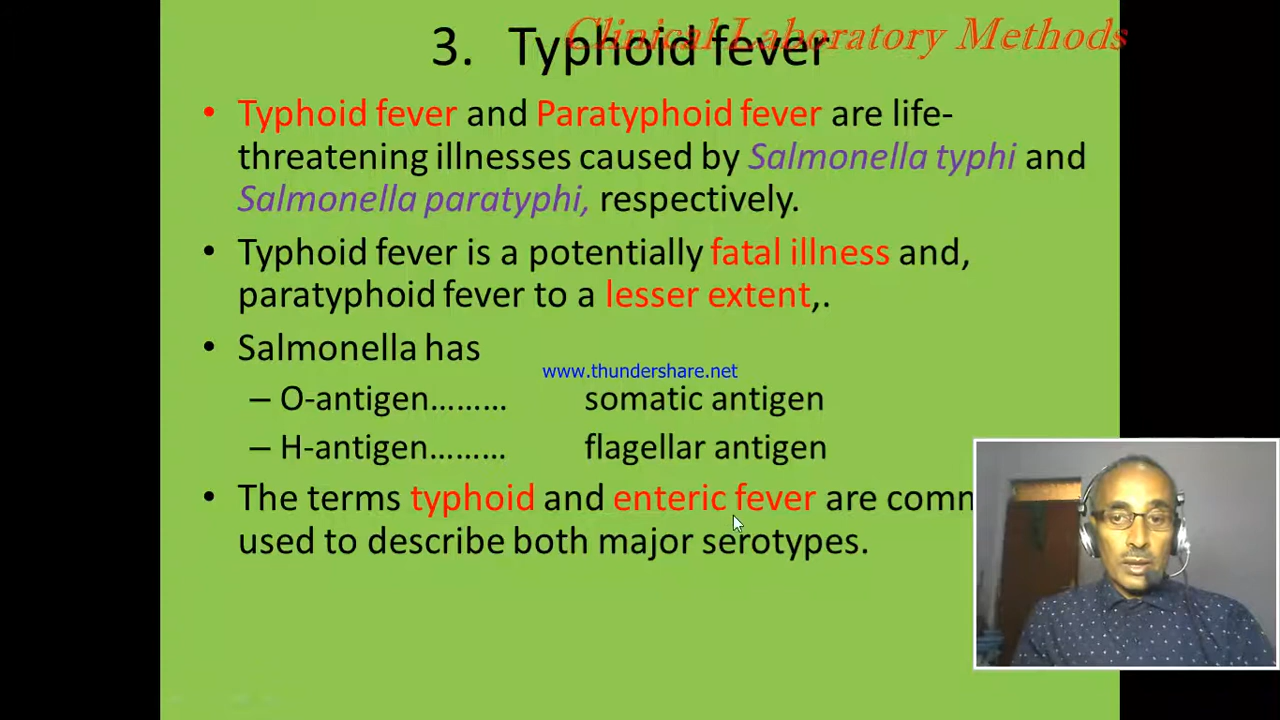 Clinical Laboratory Methods
3. Typhoid fever
• Typhoid fever and Paratyphoid fever are life-
threatening illnesses caused by Salmonella typhi and
Salmonella paratyphi, respectively.
• Typhoid fever is a potentially fatal illness and,
paratyphoid fever to a lesser extent,.
• Salmonella has
www.thundershare.net
– O-antigen……… somatic antigen
– H-antigen……… flagellar antigen
• The terms typhoid and enteric fever are comm
used to describe both major serotypes.